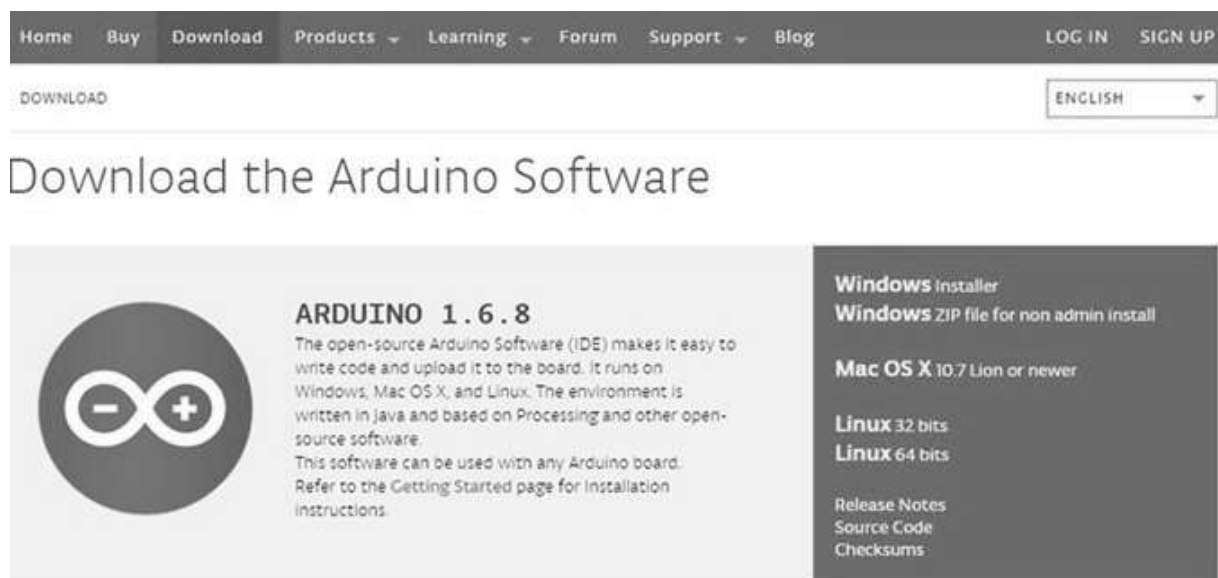 Home Buy Download Products Learning Forum Support Blog LOG IN SIGN UP
DOWNLOAD ENGLISH
Download the Arduino Software
ARDUINO 1.6.8
The open-source Arduino Software (IDE) makes it easy to
write code and upload it to the board. It runs on
Windows, Mac OS X, and Linux. The environment is
written in Java and based on Processing and other open-
source software.
This software can be used with any Arduino board.
Refer to the Getting Started page for Installation
instructions.
Windows Installer
Windows ZIP file for non admin install
Mac OS X 10.7 Lion or newer
Linux 32 bits
Linux 64 bits
Release Notes
Source Code
Checksums